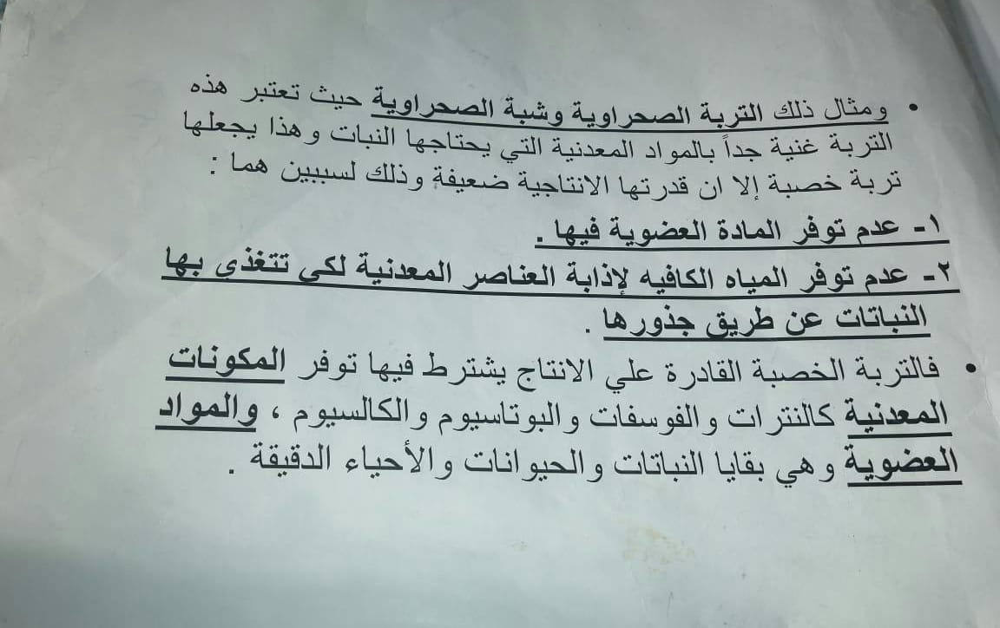 • ومثال ذلك التربة الصحراوية وشبة الصحراوية حيث تعتبر هذه
التربة غنية جداً بالمواد المعدنية التي يحتاجها النبات وهذا يجعلها
تربة خصبة إلا ان قدرتها الانتاجية ضعيفة وذلك لسببين هما :
١- عدم توفر المادة العضوية فيها .
٢- عدم توفر المياه الكافيه لإذابة العناصر المعدنية لكي تتغذي بها
النباتات عن طريق جذورها .
• فالتربة الخصبة القادرة علي الانتاج يشترط فيها توفر المكونات
المعدنية كالنترات والفوسفات والبوتاسيوم والكالسيوم ، والمواد
العضوية وهي بقايا النباتات والحيوانات والأحياء الدقيقة .